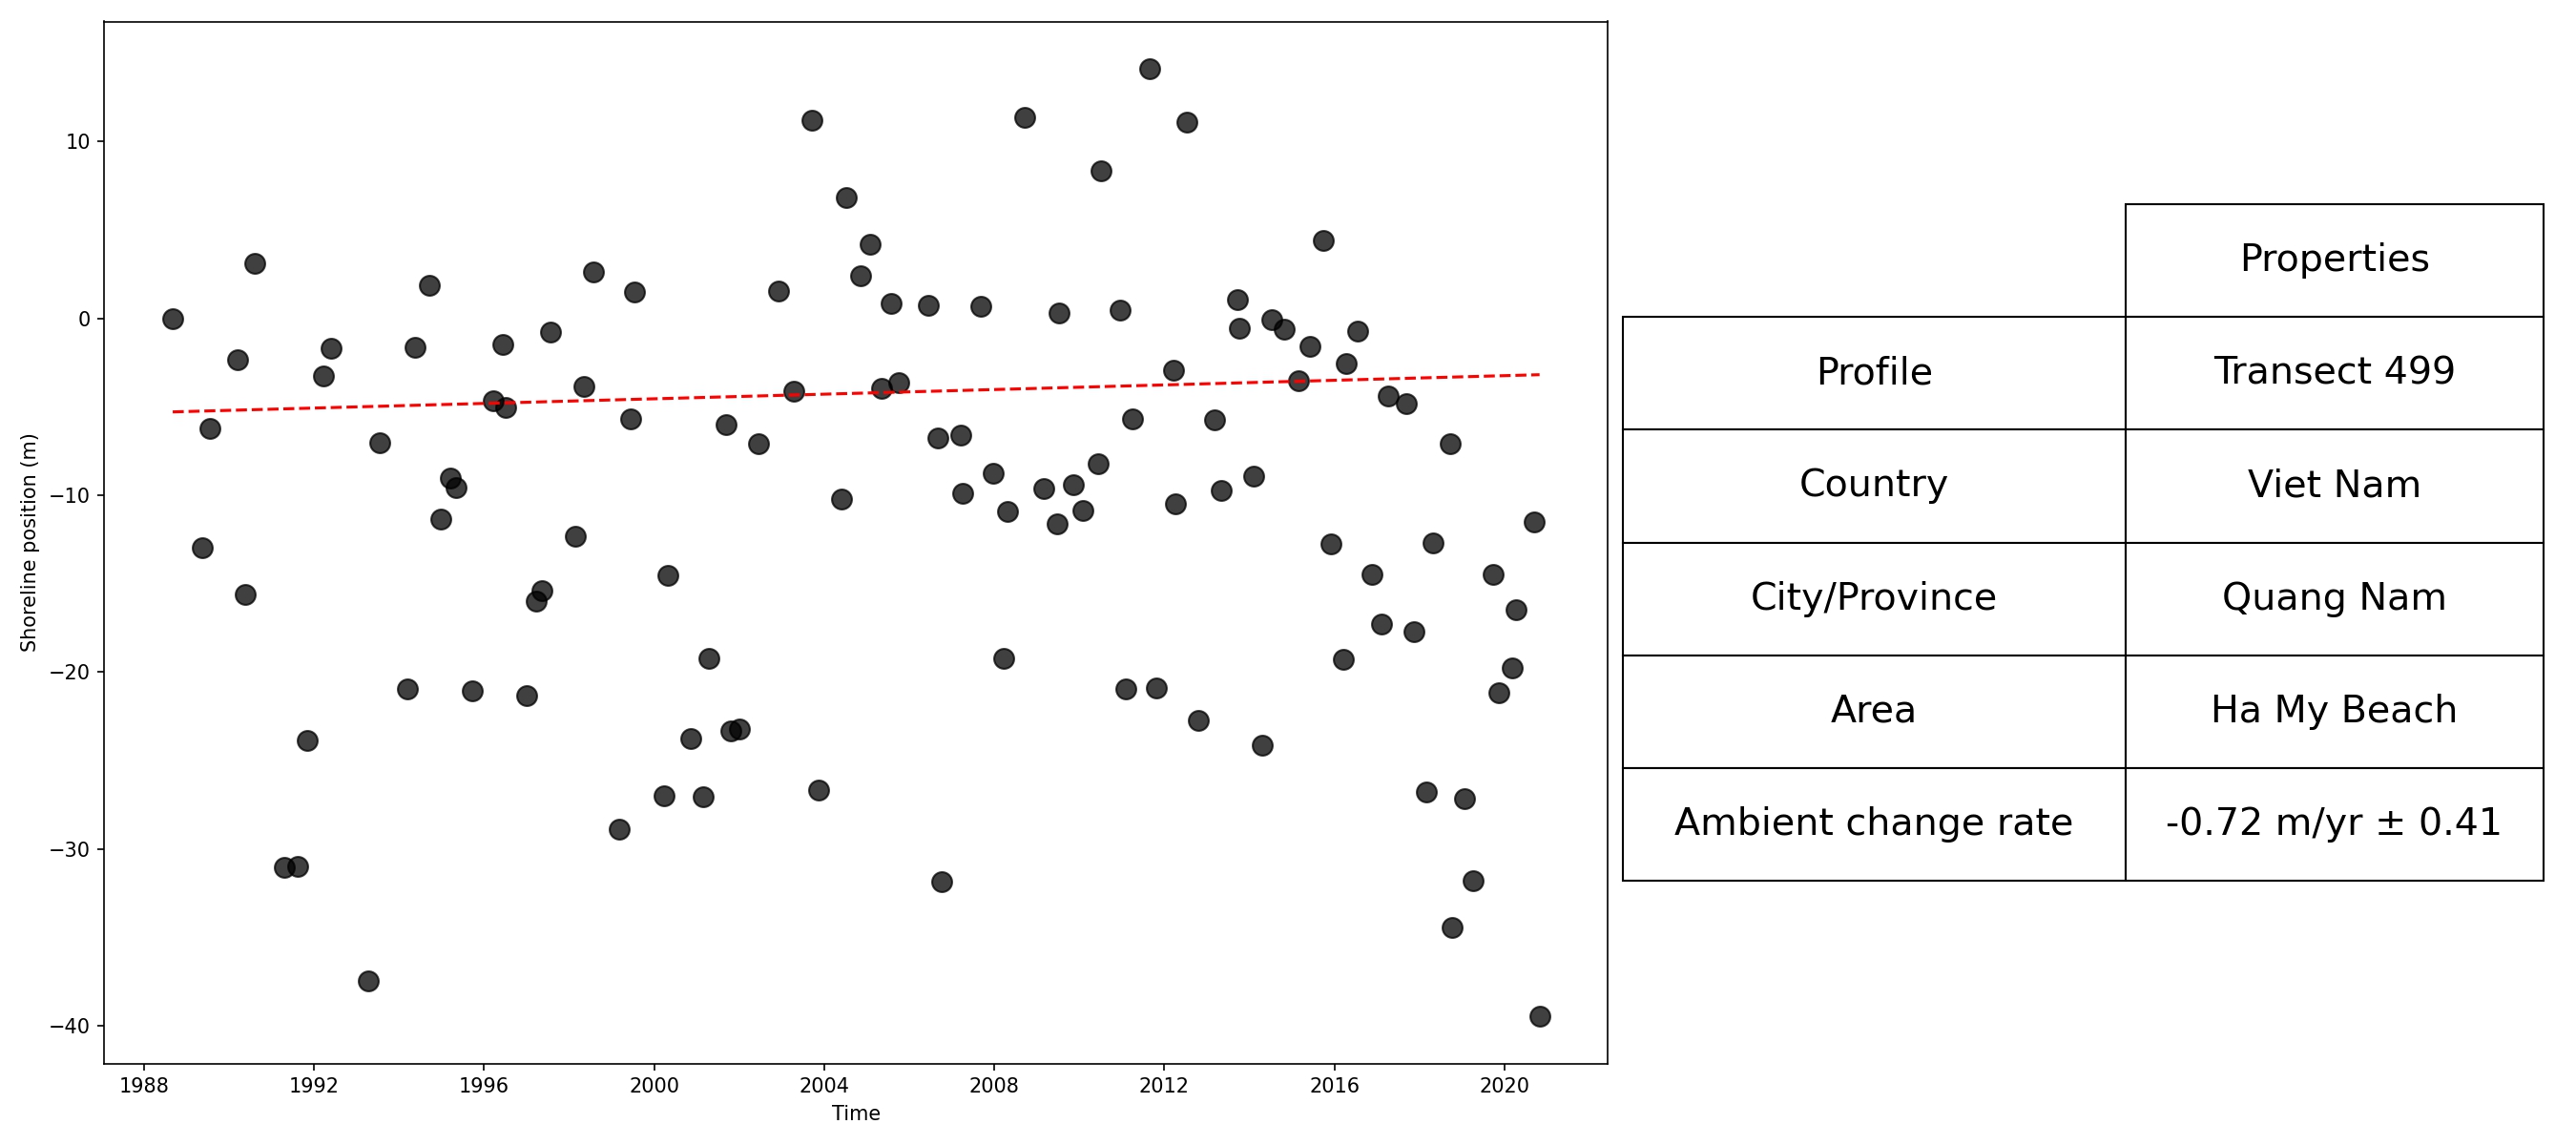 10
0
−10
−20
−30
−40
Shoreline position (m)
1988 1992 1996 2000 2004 2008 2012 2016 2020
Time
Properties
Profile Transect 499
Country Viet Nam
City/Province Quang Nam
Area Ha My Beach
Ambient change rate -0.72 m/yr ± 0.41